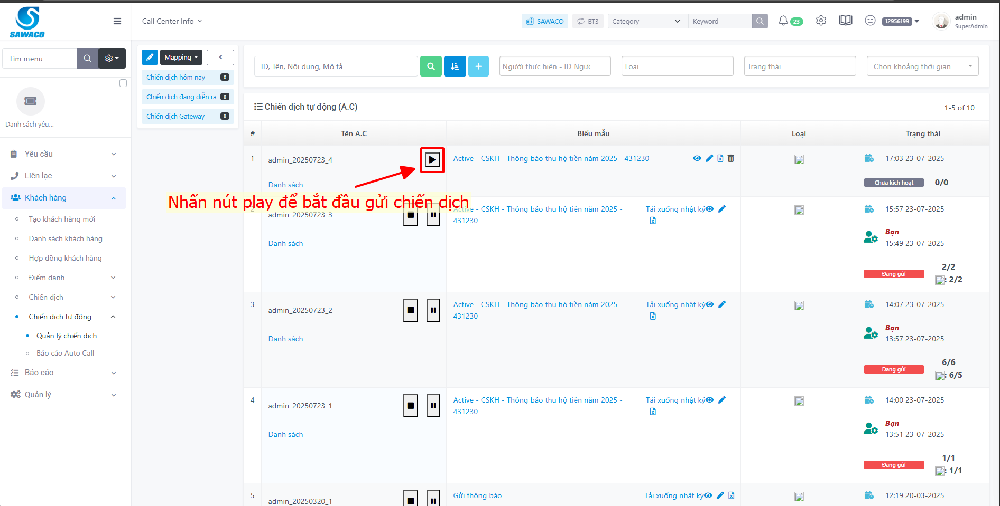 SAWACO
Call Center Info
SAWACO
BT3
Category
Keyword
23
12956199
admin
SuperAdmin
Tìm menu
Danh sách yêu...
Yêu cầu
Liên lạc
Khách hàng
Tạo khách hàng mới
Danh sách khách hàng
Hợp đồng khách hàng
Điểm danh
Chiến dịch
Chiến dịch tự động
Quản lý chiến dịch
Báo cáo Auto Call
Báo cáo
Quản lý
Mapping
Chiến dịch hôm nay 0
Chiến dịch đang diễn ra 0
Chiến dịch Gateway 0
ID, Tên, Nội dung, Mô tả
Người thực hiện - ID Ngườ
Loại
Trạng thái
Chọn khoảng thời gian
Chiến dịch tự động (A.C)
1-5 of 10
# Tên A.C Biểu mẫu Loại Trạng thái
1 admin_20250723_4 Active - CSKH - Thông báo thu hộ tiền năm 2025 - 431230 17:03 23-07-2025
Chưa kích hoạt 0/0
Danh sách
Nhấn nút play để bắt đầu gửi chiến dịch
2 admin_20250723_3 Active - CSKH - Thông báo thu hộ tiền năm 2025 - Tải xuống nhật ký 15:57 23-07-2025
431230
Bạn
Danh sách 15:49 23-07-2025
2/2
Đang gửi
: 2/2
3 admin_20250723_2 Active - CSKH - Thông báo thu hộ tiền năm 2025 - Tải xuống nhật ký 14:07 23-07-2025
431230
Bạn
Danh sách 13:57 23-07-2025
6/6
Đang gửi
: 6/5
4 admin_20250723_1 Active - CSKH - Thông báo thu hộ tiền năm 2025 - Tải xuống nhật ký 14:00 23-07-2025
431230
Bạn
Danh sách 13:51 23-07-2025
1/1
Đang gửi
: 1/1
5 admin_20250320_1 Gửi thông báo Tải xuống nhật ký 12:19 20-03-2025